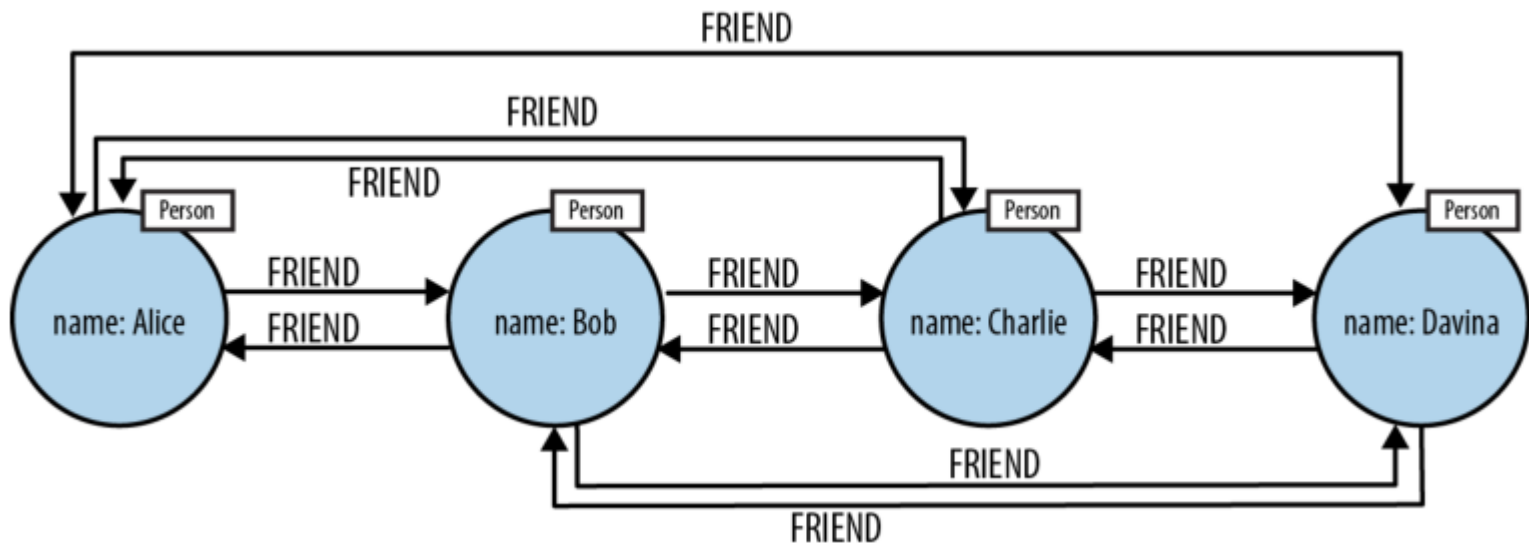 FRIEND
FRIEND
FRIEND
Person
Person
Person
Person
FRIEND
FRIEND
FRIEND
name: Alice
name: Bob
name: Charlie
name: Davina
FRIEND
FRIEND
FRIEND
FRIEND
FRIEND